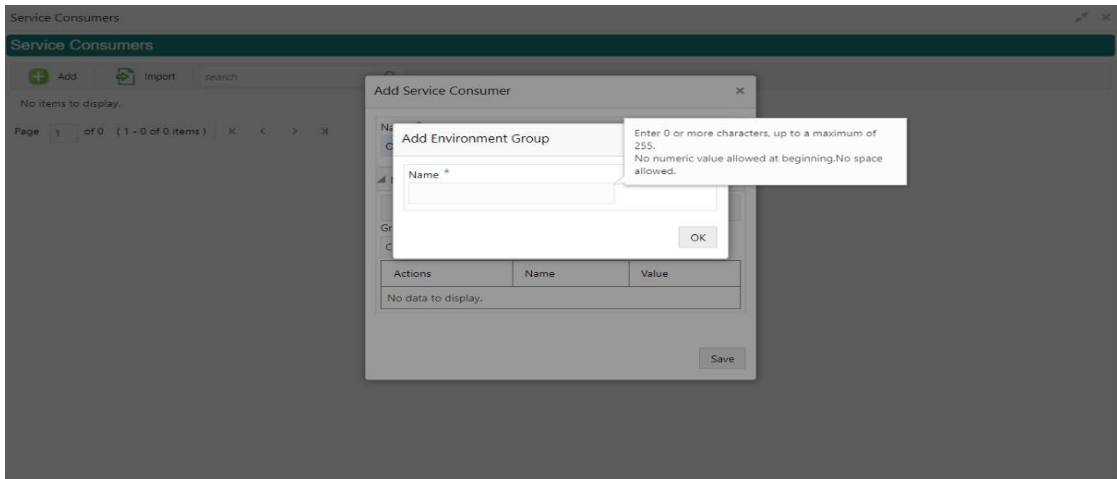 Service Consumers
Service Consumers
Add Import search
No items to display.
Page 1 of 0 (1 - 0 of 0 items) K < > K
Add Service Consumer ×
Add Environment Group
Enter 0 or more characters, up to a maximum of
255.
No numeric value allowed at beginning.No space
allowed.
Name *
OK
Actions Name Value
No data to display.
Save